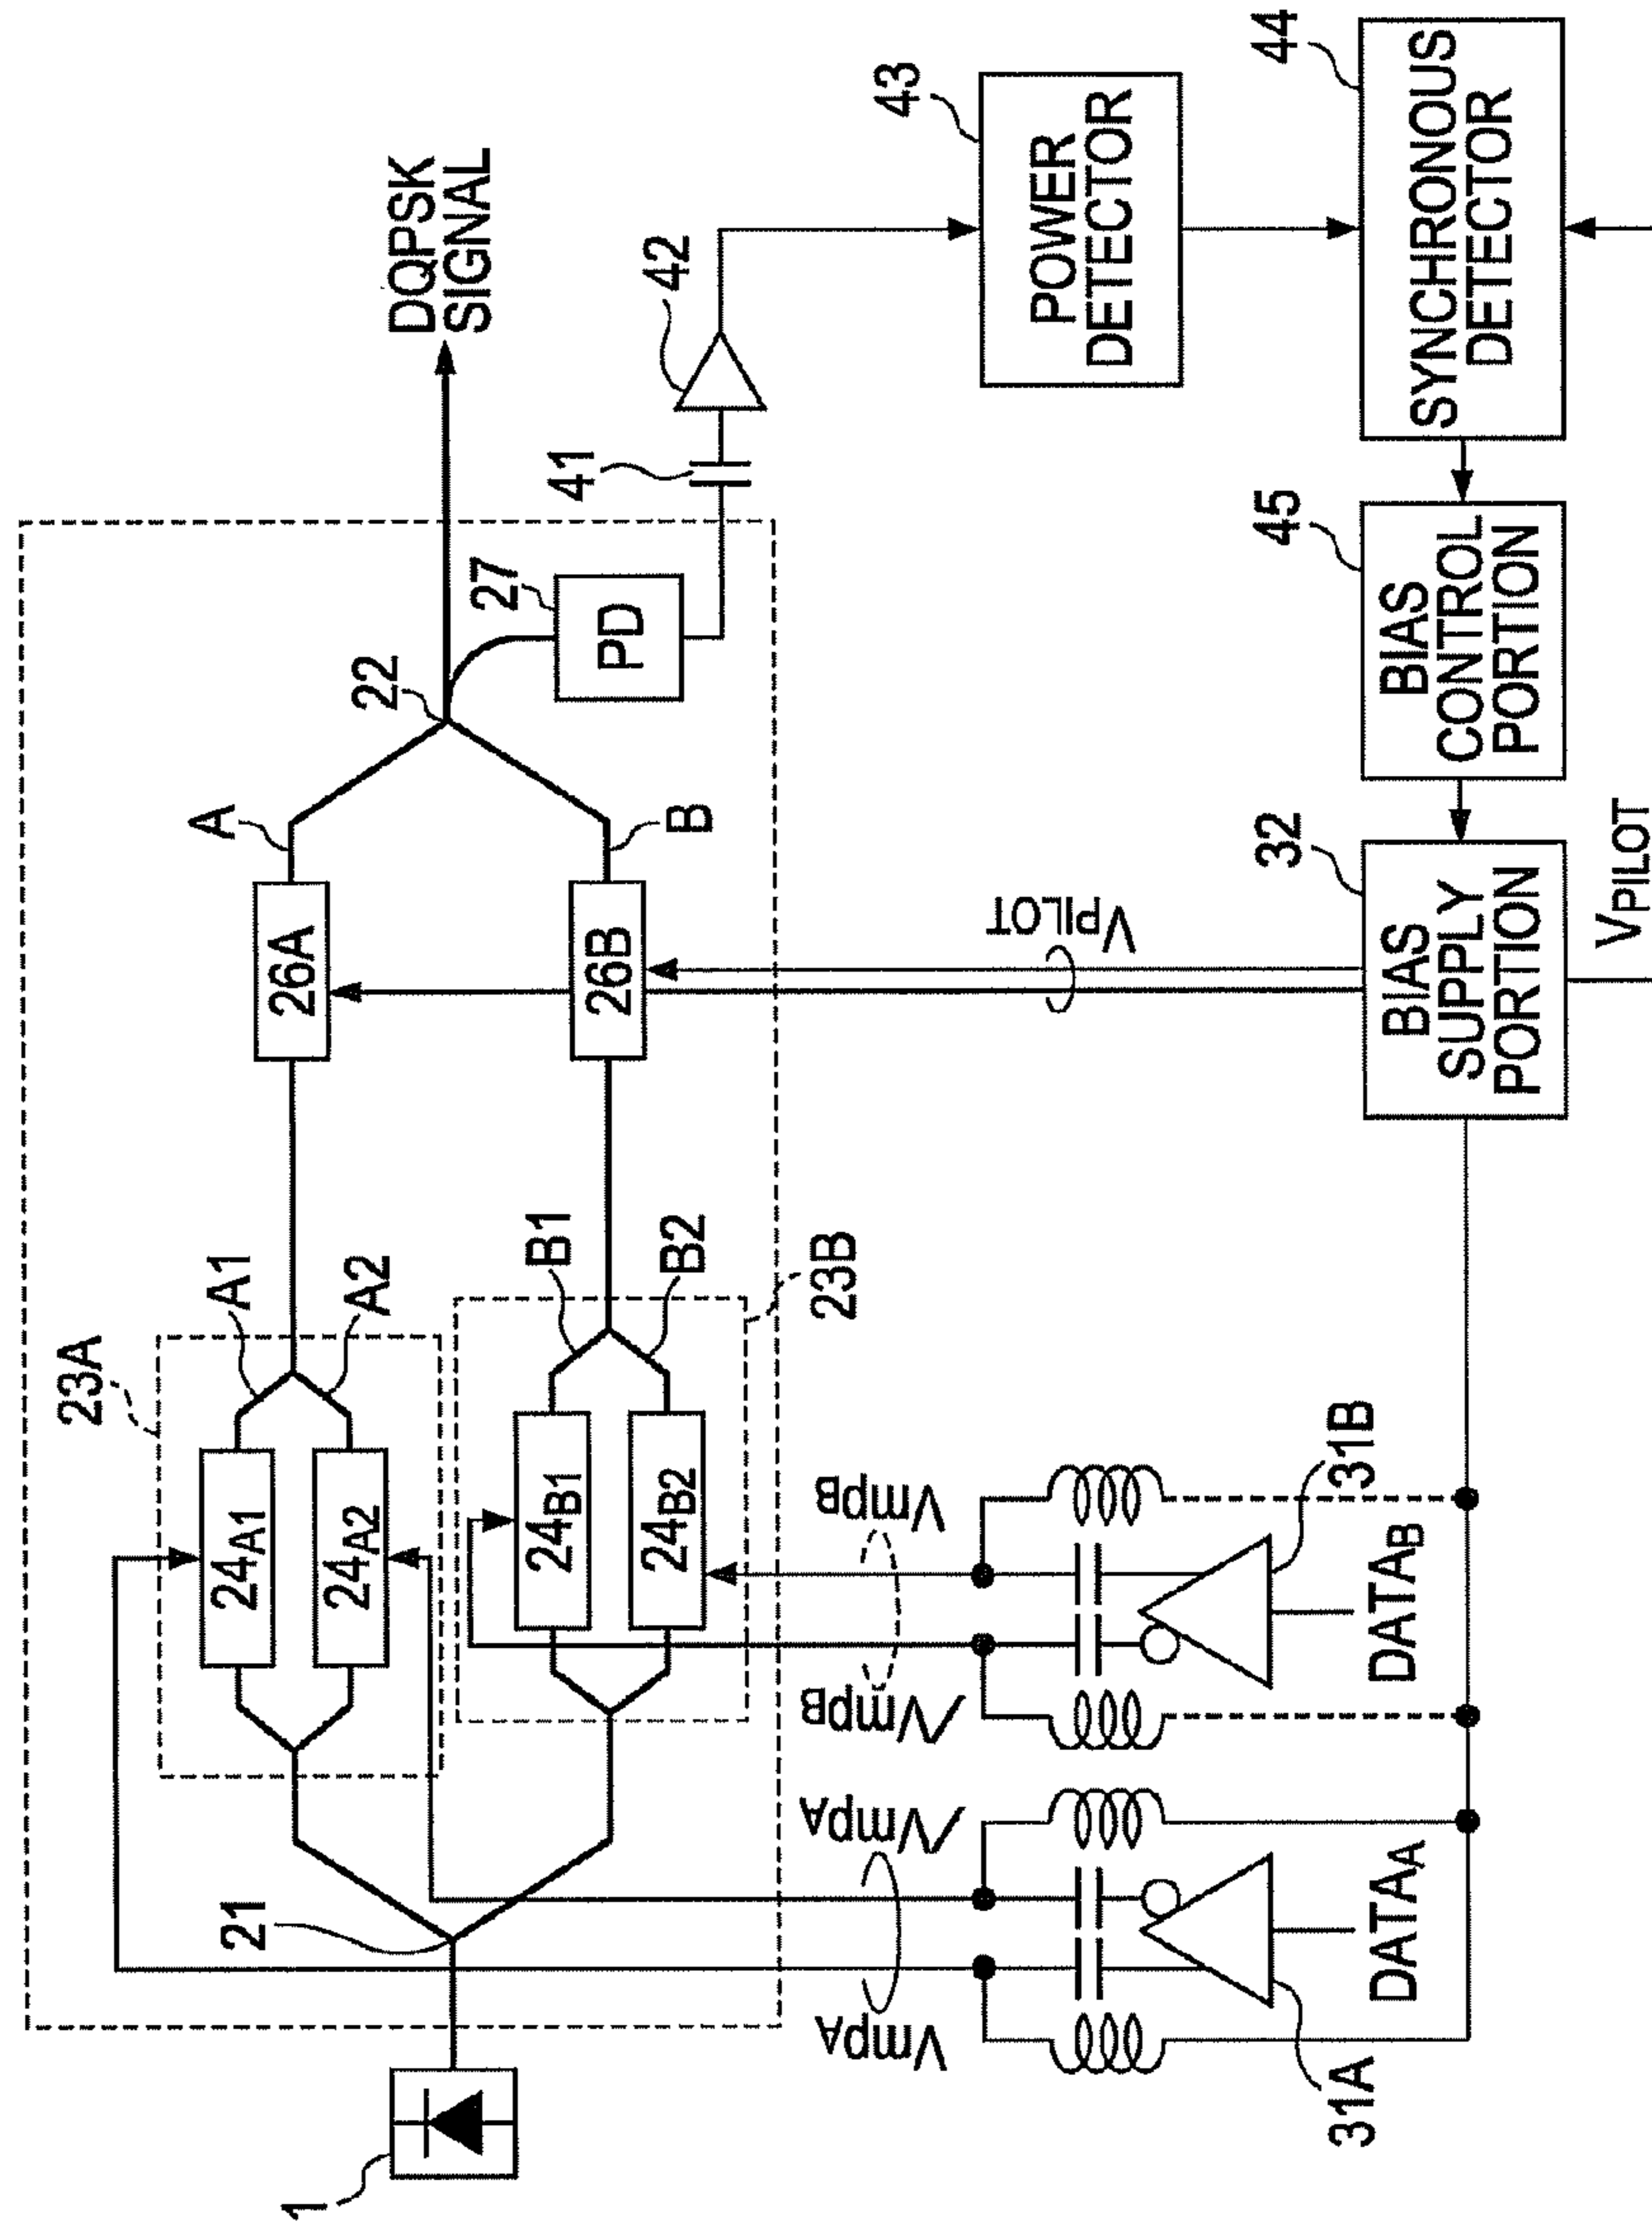 1
21
23A
A1
A2
24A1
24A2
B1
B2
23B
24B1
24B2
26A
26B
A
B
22
DQPSK
SIGNAL
27
PD
41
42
43
POWER
DETECTOR
44
SYNCHRONOUS
DETECTOR
45
BIAS
CONTROL
PORTION
32
BIAS
SUPPLY
PORTION
VPILOT
VPILOT
VmpA
/VmpA
/VmpB
VmpB
31A
DATAA
31B
DATAB